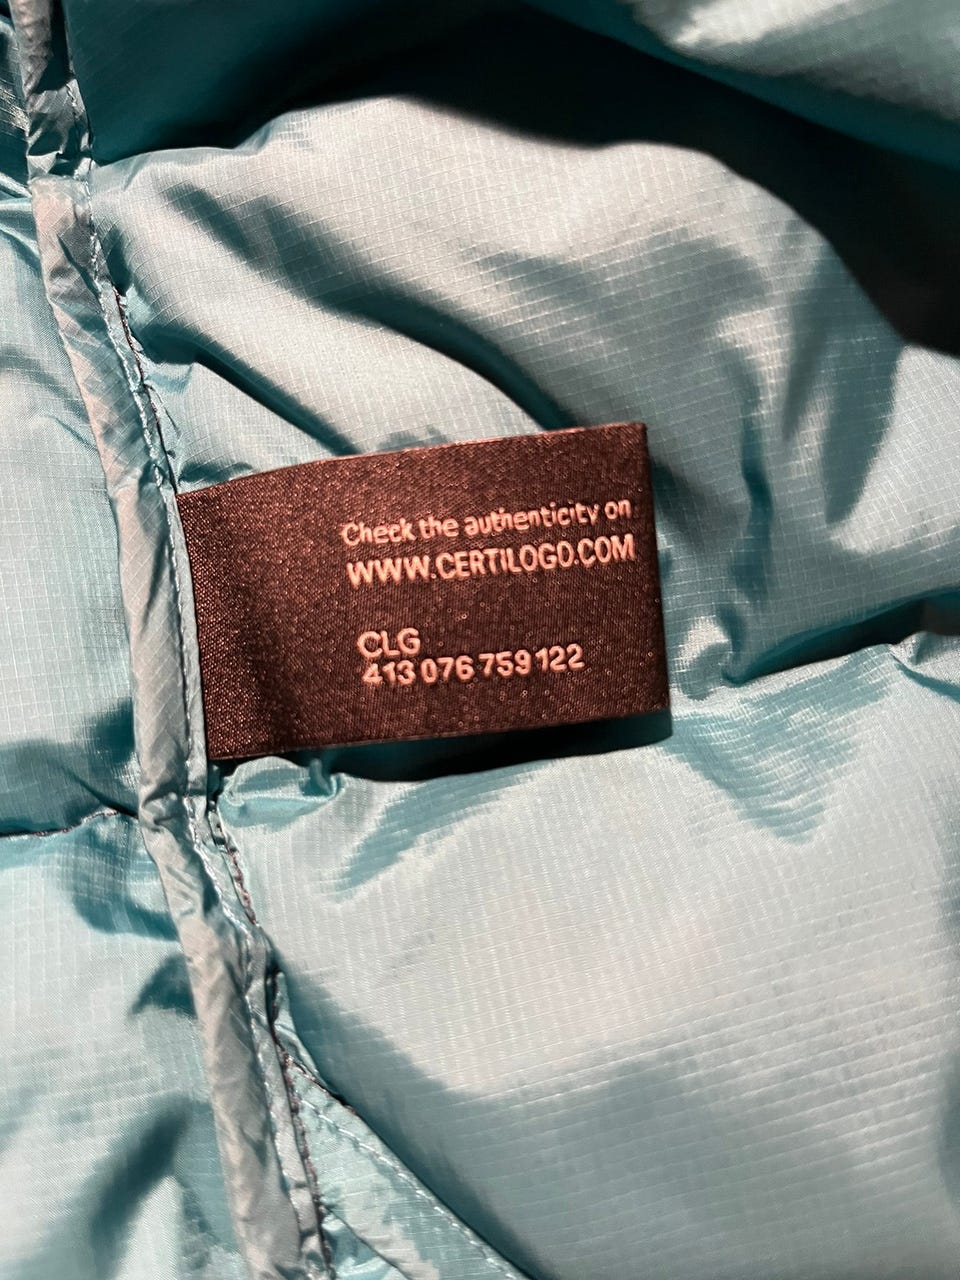 Check the authenticity on
WWW.CERTILOGO.COM
CLG
413 076 759 122